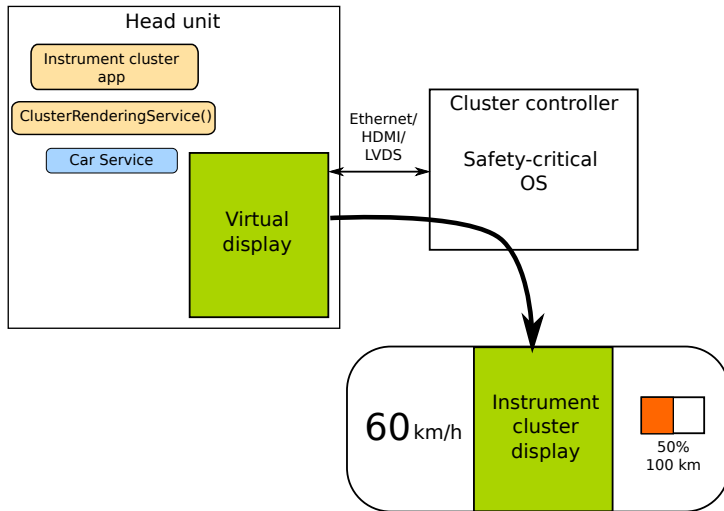 Head unit
Instrument cluster
app
ClusterRenderingService()
Car Service
Virtual
display
Ethernet/
HDMI/
LVDS
Cluster controller
Safety-critical
OS
60 km/h
Instrument
cluster
display
50%
100 km